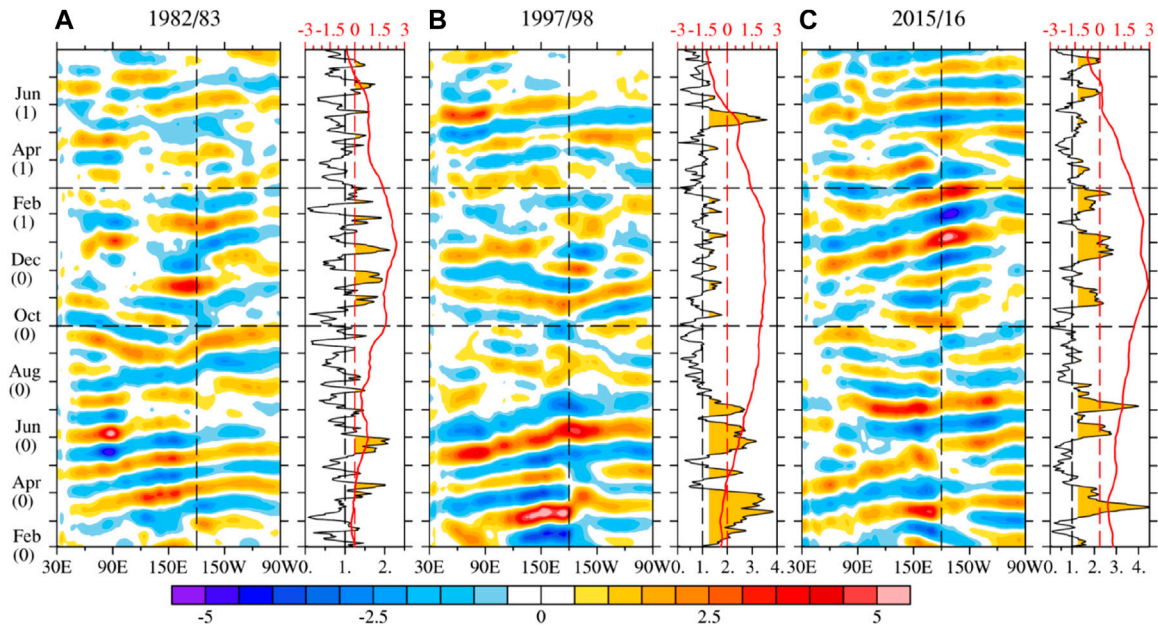 A 1982/83 -3 -1.5 0 1.5 3 B 1997/98 -3 -1.5 0 1.5 3 C 2015/16 -3 -1.5 0 1.5 3
Jun
(1)
Apr
(1)
Feb
(1)
Dec
(0)
Oct
(0)
Aug
(0)
Jun
(0)
Apr
(0)
Feb
(0)
30E 90E 150E 150W 90W 0. 1. 2. 30E 90E 150E 150W 90W 0. 1. 2. 3. 4. 30E 90E 150E 150W 90W 0. 1. 2. 3. 4.
-5 -2.5 0 2.5 5